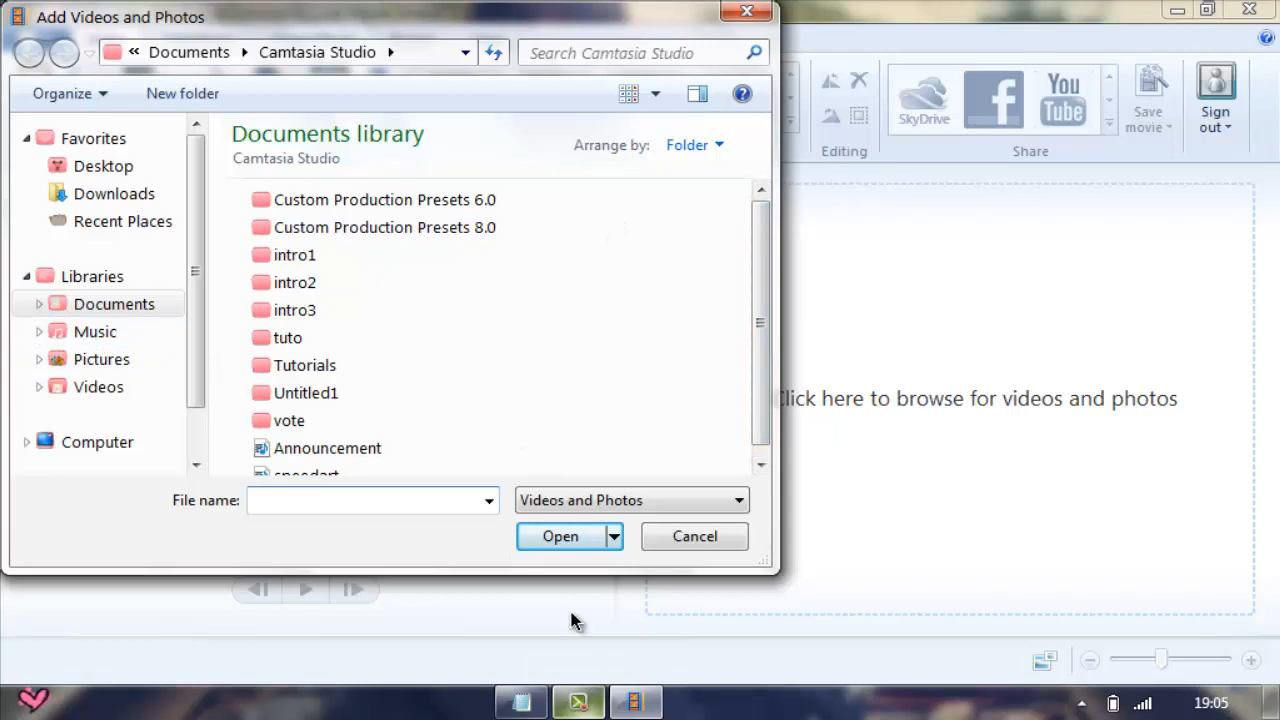 Add Videos and Photos
« Documents Camtasia Studio
Search Camtasia Studio
Organize
New folder
Favorites
Desktop
Downloads
Recent Places
Libraries
Documents
Music
Pictures
Videos
Computer
Documents library
Camtasia Studio
Arrange by: Folder
Custom Production Presets 6.0
Custom Production Presets 8.0
intro1
intro2
intro3
tuto
Tutorials
Untitled1
vote
Announcement
speedart
File name:
Videos and Photos
Open
Cancel
SkyDrive
f
You Tube
Save movie
Sign out
Editing
Share
Click here to browse for videos and photos
19:05